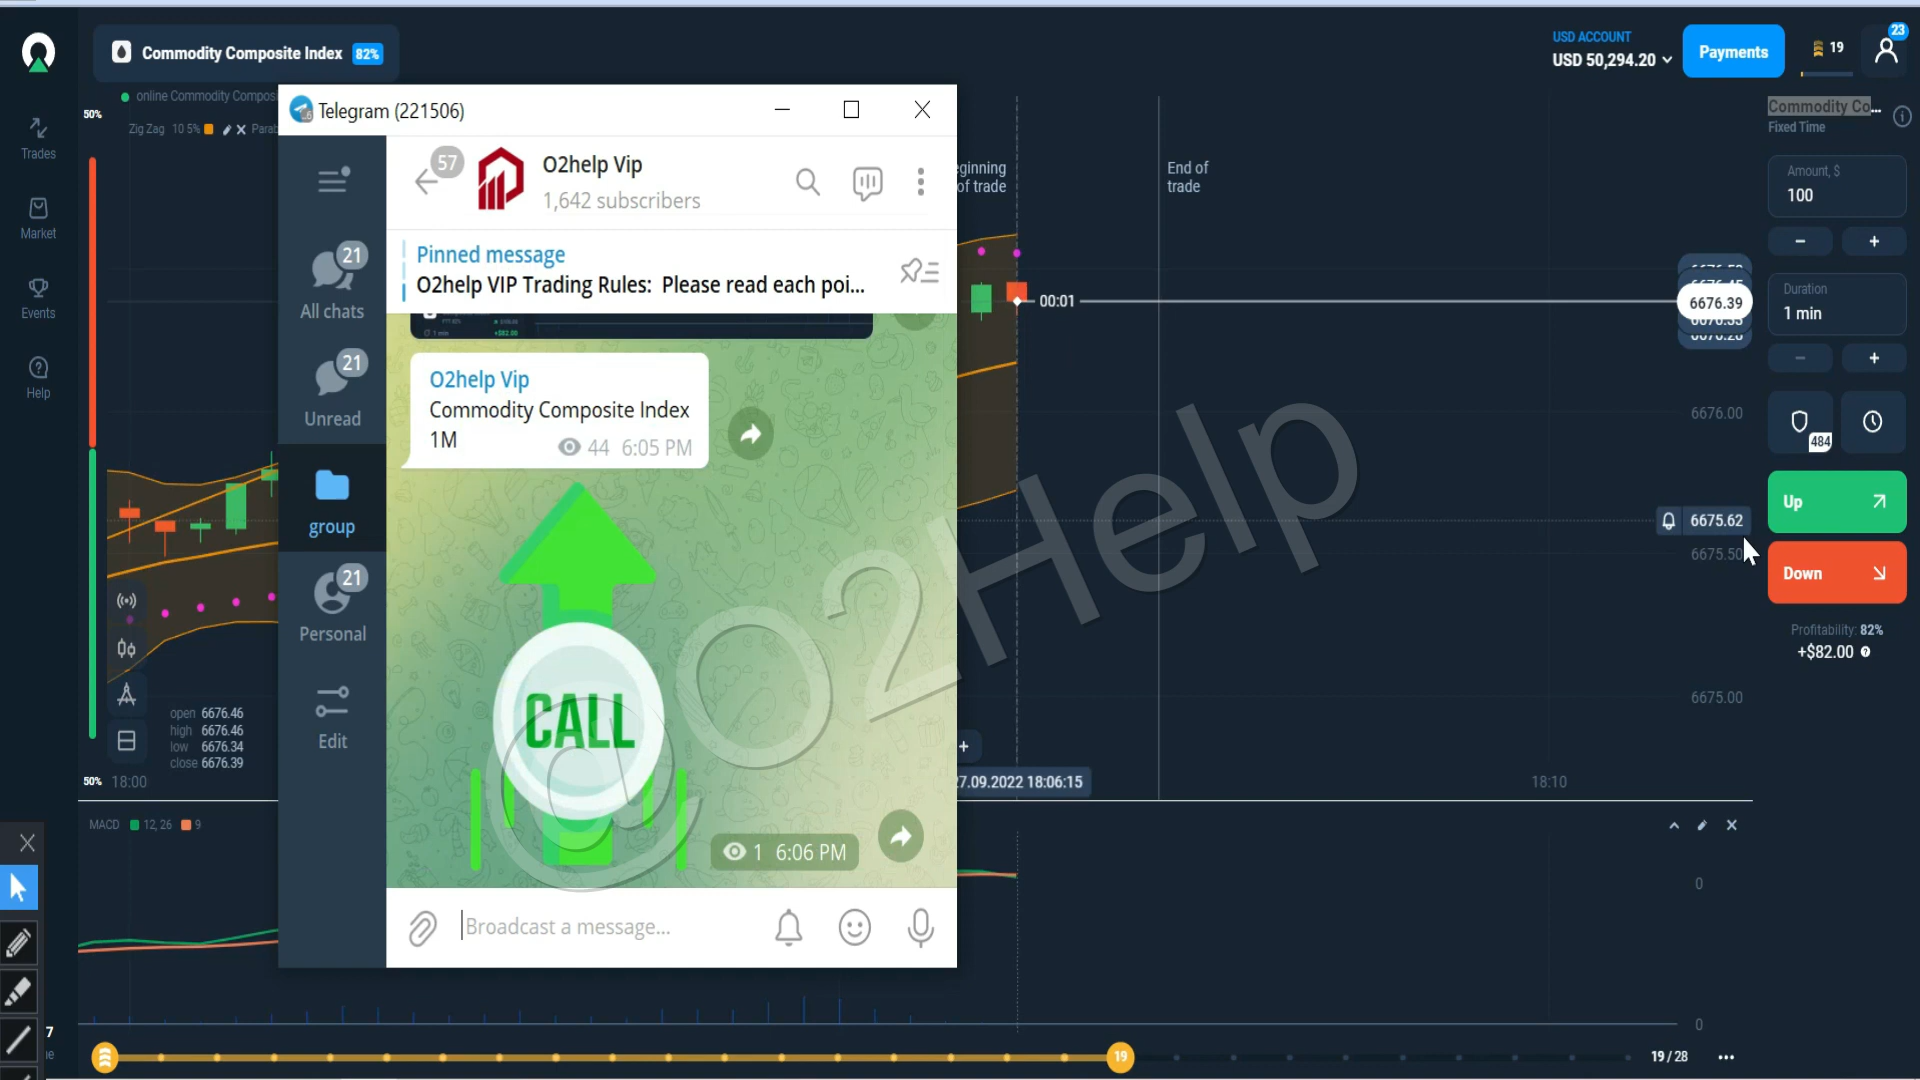 Commodity Composite Index 82%
USD ACCOUNT
USD 50,294.20
Payments
19
23
50%
online Commodity Composi
Zig Zag 10 5% Parab
Trades
Market
Events
Help
Telegram (221506)
57
O2help Vip
1,642 subscribers
Pinned message
O2help VIP Trading Rules: Please read each poi...
21
All chats
21
Unread
group
21
Personal
Edit
O2help Vip
Commodity Composite Index
1M
44 6:05 PM
CALL
1 6:06 PM
Broadcast a message...
@O2Help
eginning
of trade
End of
trade
00:01
6676.39
6676.00
6675.62
6675.50
6675.00
Commodity Co...
Fixed Time
Amount, $
100
Duration
1 min
484
Up
Down
Profitability: 82%
+$82.00
open 6676.46
high 6676.46
low 6676.34
close 6676.39
50%
18:00
7.09.2022 18:06:15
18:10
MACD 12, 26 9
0
0
7
19
19 / 28